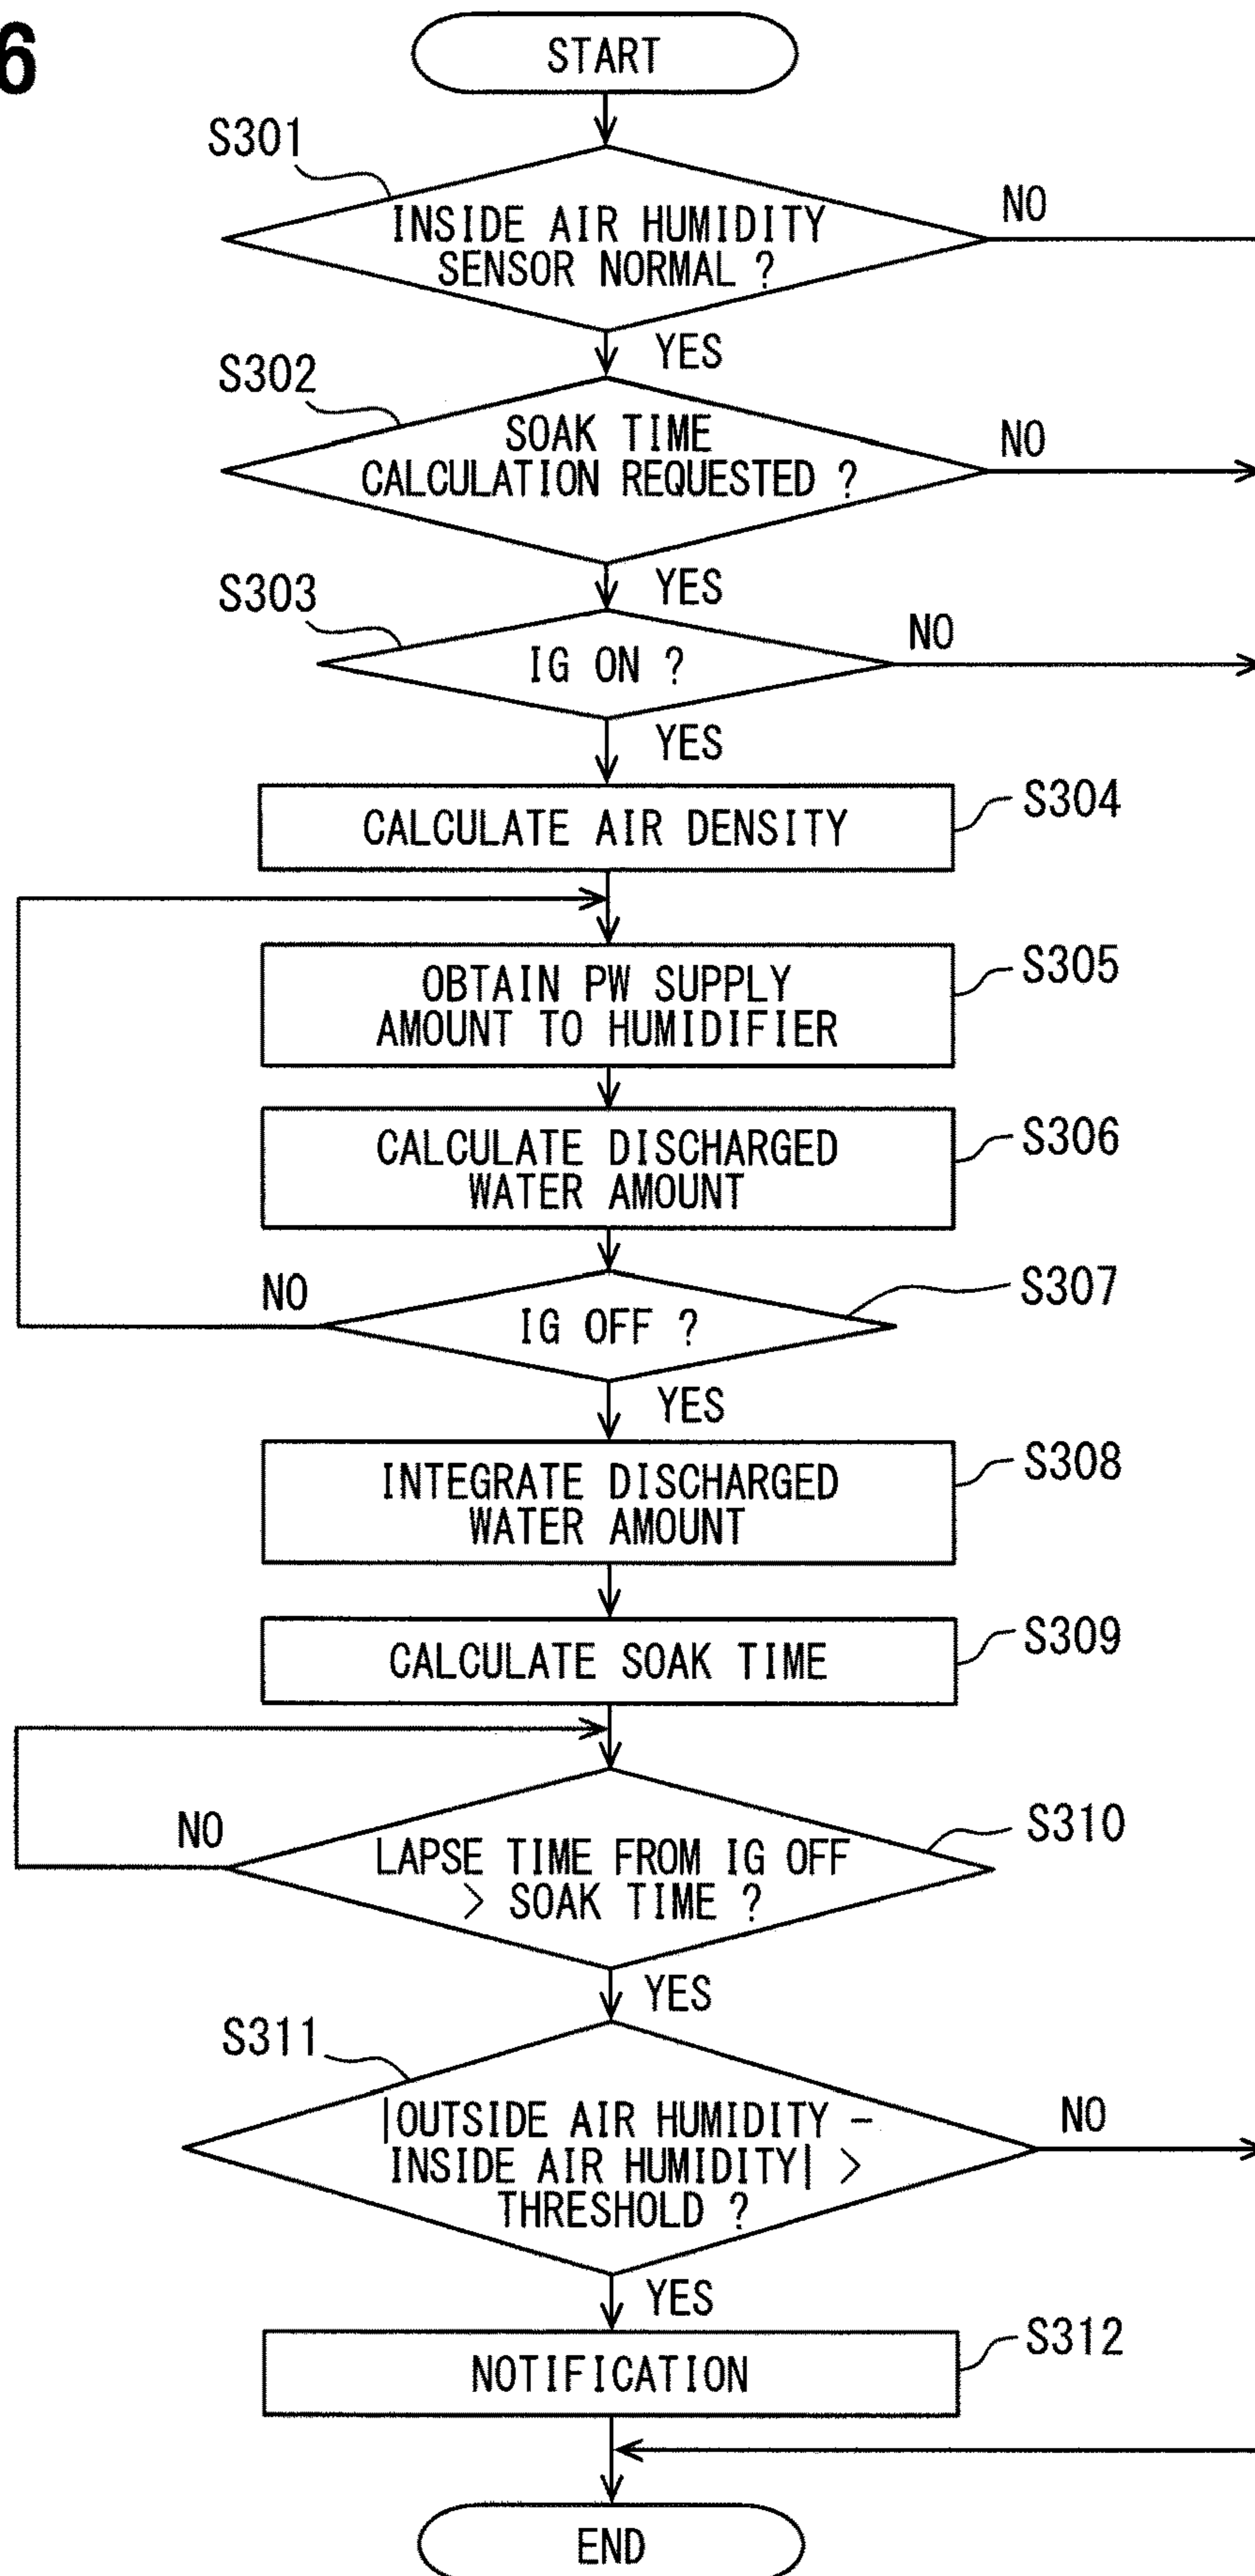 6
START
S301
INSIDE AIR HUMIDITY
SENSOR NORMAL ?
NO
YES
S302
SOAK TIME
CALCULATION REQUESTED ?
NO
YES
S303
IG ON ?
NO
YES
CALCULATE AIR DENSITY
S304
OBTAIN PW SUPPLY
AMOUNT TO HUMIDIFIER
S305
CALCULATE DISCHARGED
WATER AMOUNT
S306
NO
IG OFF ?
S307
YES
INTEGRATE DISCHARGED
WATER AMOUNT
S308
CALCULATE SOAK TIME
S309
NO
LAPSE TIME FROM IG OFF
> SOAK TIME ?
S310
YES
S311
|OUTSIDE AIR HUMIDITY -
INSIDE AIR HUMIDITY| >
THRESHOLD ?
NO
YES
NOTIFICATION
S312
END